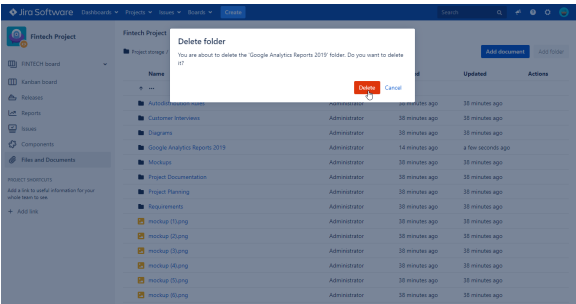 Jira Software Dashboards Projects Issues Boards Create Search
Fintech Project
FINTECH board
Kanban board
Releases
Reports
Issues
Components
Files and Documents
PROJECT SHORTCUTS
Add a link to useful information for your
whole team to see.
+ Add link
Fintech Project
Project storage
Add document Add folder
Delete folder
You are about to delete the 'Google Analytics Reports 2019' folder. Do you want to delete
it?
Delete Cancel
Name Updated Actions
...
Customer Interviews Administrator 38 minutes ago 38 minutes ago
Diagrams Administrator 38 minutes ago 38 minutes ago
Google Analytics Reports 2019 Administrator 14 minutes ago a few seconds ago
Mockups Administrator 38 minutes ago 38 minutes ago
Project Documentation Administrator 38 minutes ago 38 minutes ago
Project Planning Administrator 38 minutes ago 38 minutes ago
Requirements Administrator 38 minutes ago 38 minutes ago
mockup (1).png Administrator 38 minutes ago 38 minutes ago
mockup (2).png Administrator 38 minutes ago 38 minutes ago
mockup (3).png Administrator 38 minutes ago 38 minutes ago
mockup (4).png Administrator 38 minutes ago 38 minutes ago
mockup (5).png Administrator 38 minutes ago 38 minutes ago
mockup (6).png Administrator 38 minutes ago 38 minutes ago